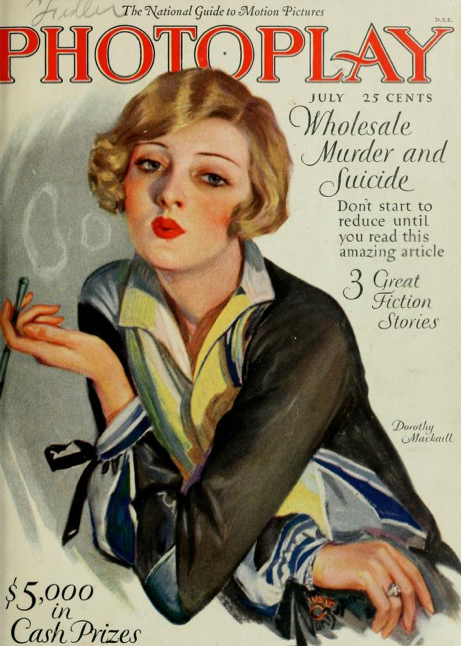 Fidler
The National Guide to Motion Pictures
PHOTOPLAY
JULY 25 CENTS
Wholesale
Murder and
Suicide
Don't start to
reduce until
you read this
amazing article
3 Great
Fiction
Stories
Dorothy
Mackaill
$5,000
in
Cash Prizes